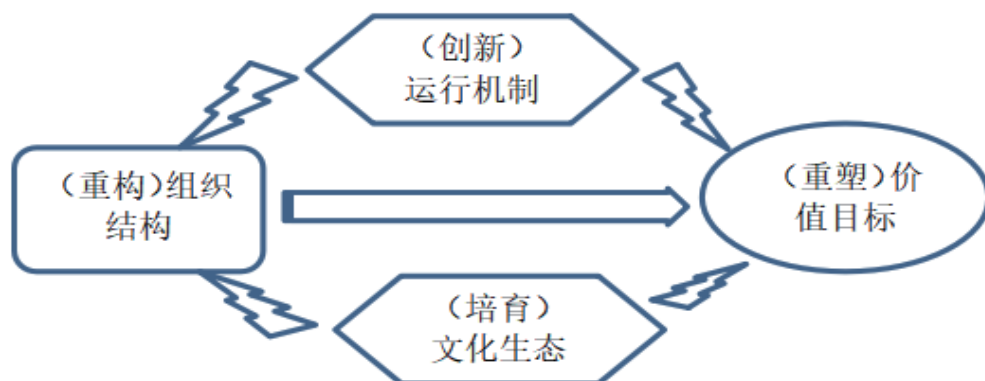 （创新）
运行机制
（重构）组织
结构
（重塑）价
值目标
（培育）
文化生态